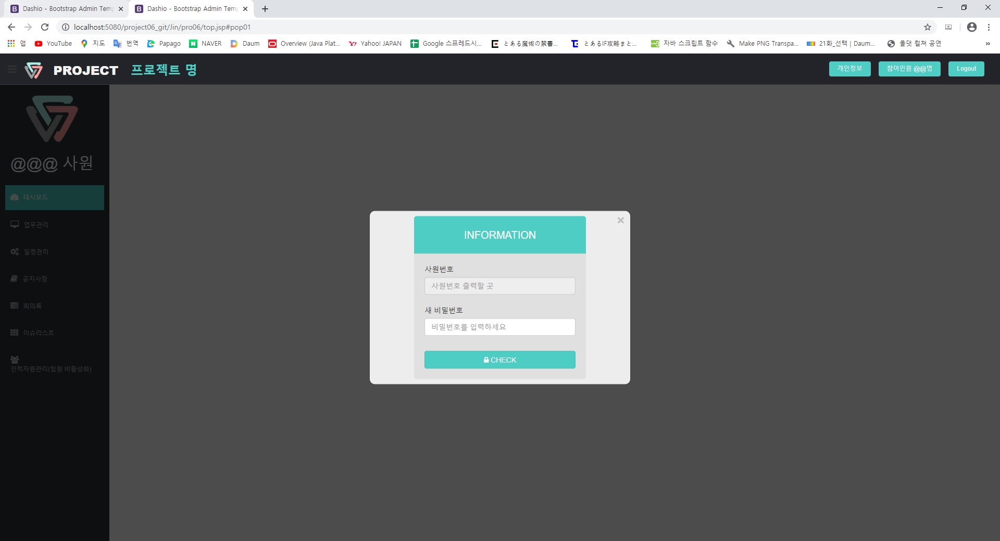 Dashio - Bootstrap Admin Temp
Dashio - Bootstrap Admin Temp
localhost:5080/project06_git/Jin/pro06/top.jsp#pop01
앱 YouTube 지도 번역 Papago NAVER Daum Overview (Java Plat... Yahoo! JAPAN Google 스프레드시... とある魔術の禁書... とあるIF攻略まと... 자바 스크립트 함수 Make PNG Transpa... 21화_선택 | Daum... 올댓 컬쳐 공연 »
PROJECT 프로젝트 명 개인정보 참여인원 @@명 Logout
@@@ 사원
대시보드
업무관리
일정관리
공지사항
회의록
이슈리스트
인적자원관리(팀원 비활성화)
INFORMATION
사원번호
사원번호 출력할 곳
새 비밀번호
비밀번호를 입력하세요
CHECK